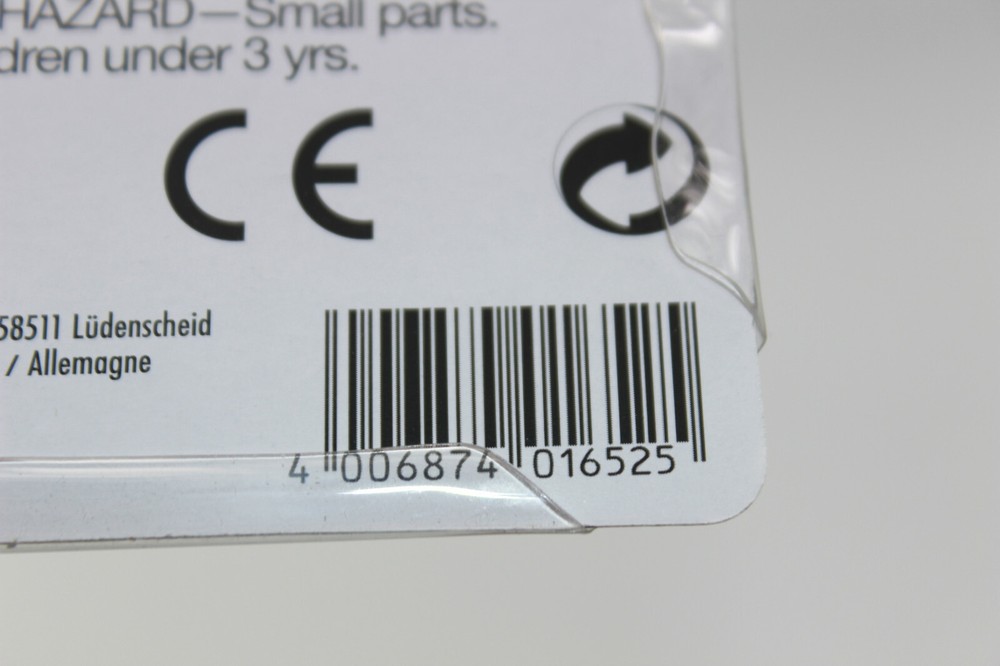 HAZARD—Small parts.
dren under 3 yrs.
CE
58511 Lüdenscheid
/ Allemagne
4 006874 016525